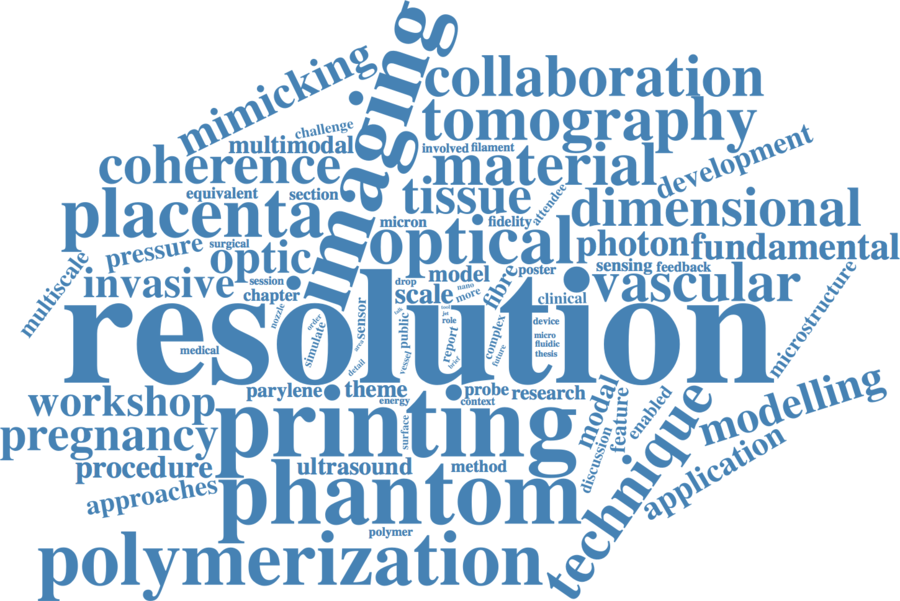 imaging
collaboration
mimicking
tomography
challenge
multimodal
involved
filament
coherence
material
development
equivalent
section
tissue
attendee
placenta
micron
fidelity
dimensional
pressure
surgical
optic
optical
photon
fundamental
multiscale
invasive
session
model
fibre
poster
sensing
feedback
chapter
drop
nano
scale
more
clinical
vascular
microstructure
resolution
nozzle
order
simulate
sensor
area
talk
public
jet
role
report
brief
complex
future
device
micro
fluidic
thesis
medical
detail
vessel
parylene
theme
energy
probe
context
research
modal
workshop
printing
surface
feature
enabled
technique
modelling
pregnancy
discussion
application
procedure
ultrasound
method
approaches
phantom
polymer
polymerization